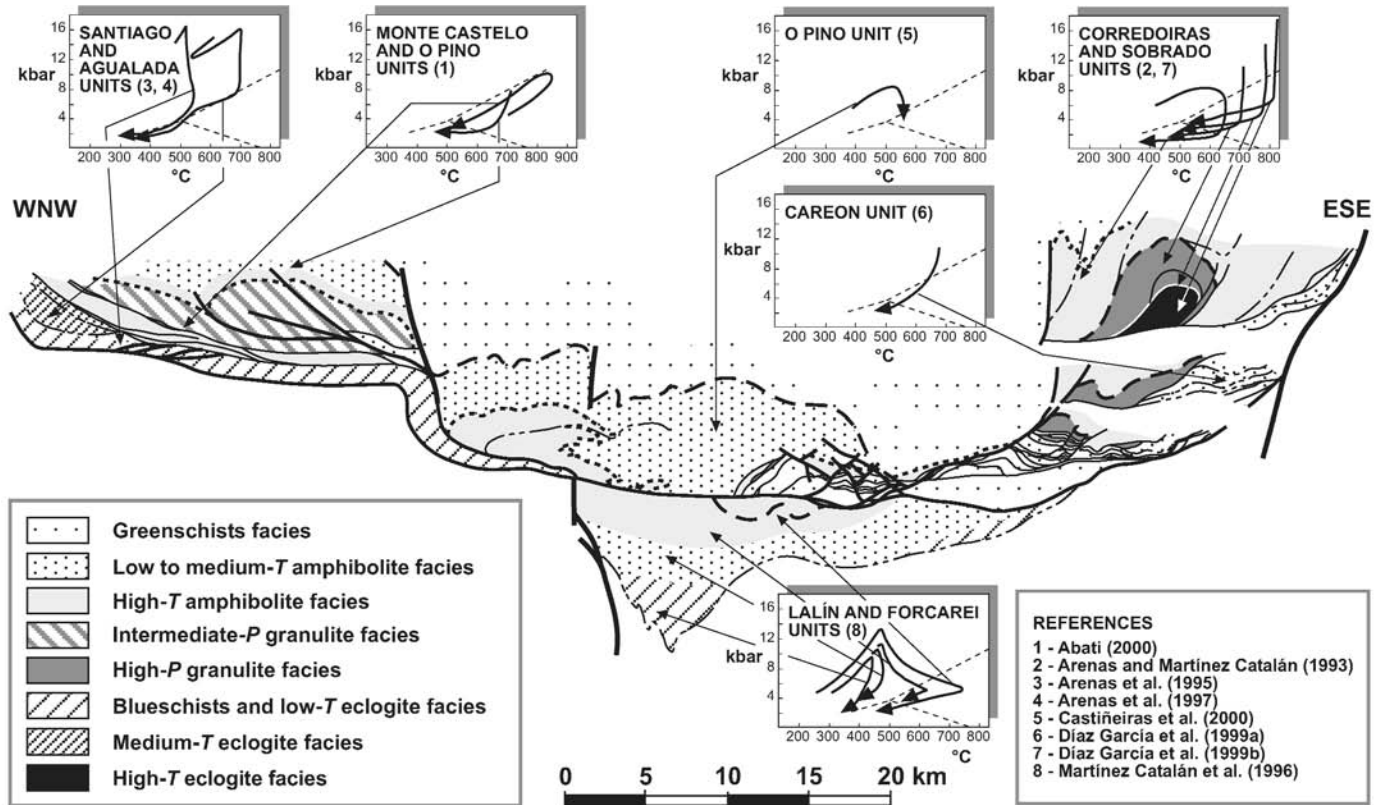 SANTIAGO
AND
AGUALADA
UNITS (3, 4)
16
12
kbar
8
4
200 300 400 500 600 700 800
°C
MONTE CASTELO
AND O PINO
UNITS (1)
16
12
kbar
8
4
200 300 400 500 600 700 800 900
°C
O PINO UNIT (5)
16
12
kbar
8
4
200 300 400 500 600 700 800
°C
CORREDOIRAS
AND SOBRADO
UNITS (2, 7)
16
12
kbar
8
4
200 300 400 500 600 700 800
°C
CAREON UNIT (6)
16
12
kbar
8
4
200 300 400 500 600 700 800
°C
WNW
ESE
LALÍN AND FORCAREI
UNITS (8)
16
12
kbar
8
4
200 300 400 500 600 700 800
°C
Greenschists facies
Low to medium-T amphibolite facies
High-T amphibolite facies
Intermediate-P granulite facies
High-P granulite facies
Blueschists and low-T eclogite facies
Medium-T eclogite facies
High-T eclogite facies
0 5 10 15 20 km
REFERENCES
1 - Abati (2000)
2 - Arenas and Martínez Catalán (1993)
3 - Arenas et al. (1995)
4 - Arenas et al. (1997)
5 - Castiñeiras et al. (2000)
6 - Díaz García et al. (1999a)
7 - Díaz García et al. (1999b)
8 - Martínez Catalán et al. (1996)